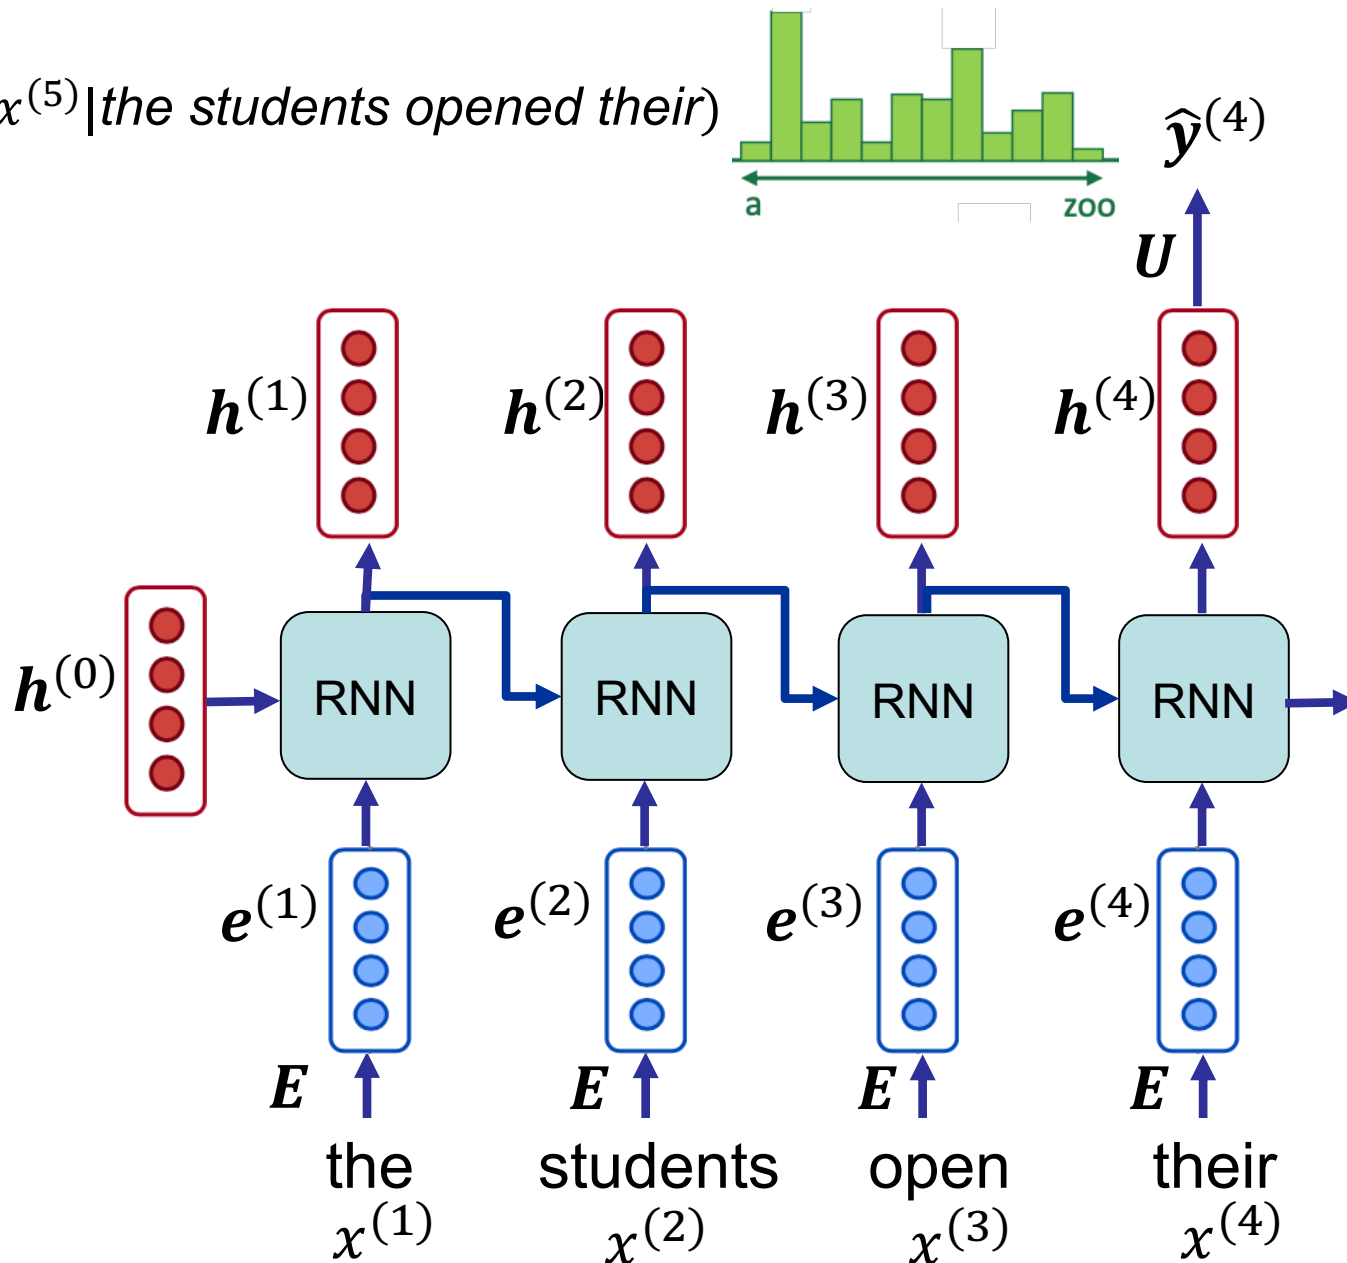 x^(5)|the students opened their)
ŷ^(4)
a zoo
U
h^(1) h^(2) h^(3) h^(4)
h^(0) RNN RNN RNN RNN
e^(1) e^(2) e^(3) e^(4)
E E E E
the students open their
x^(1) x^(2) x^(3) x^(4)